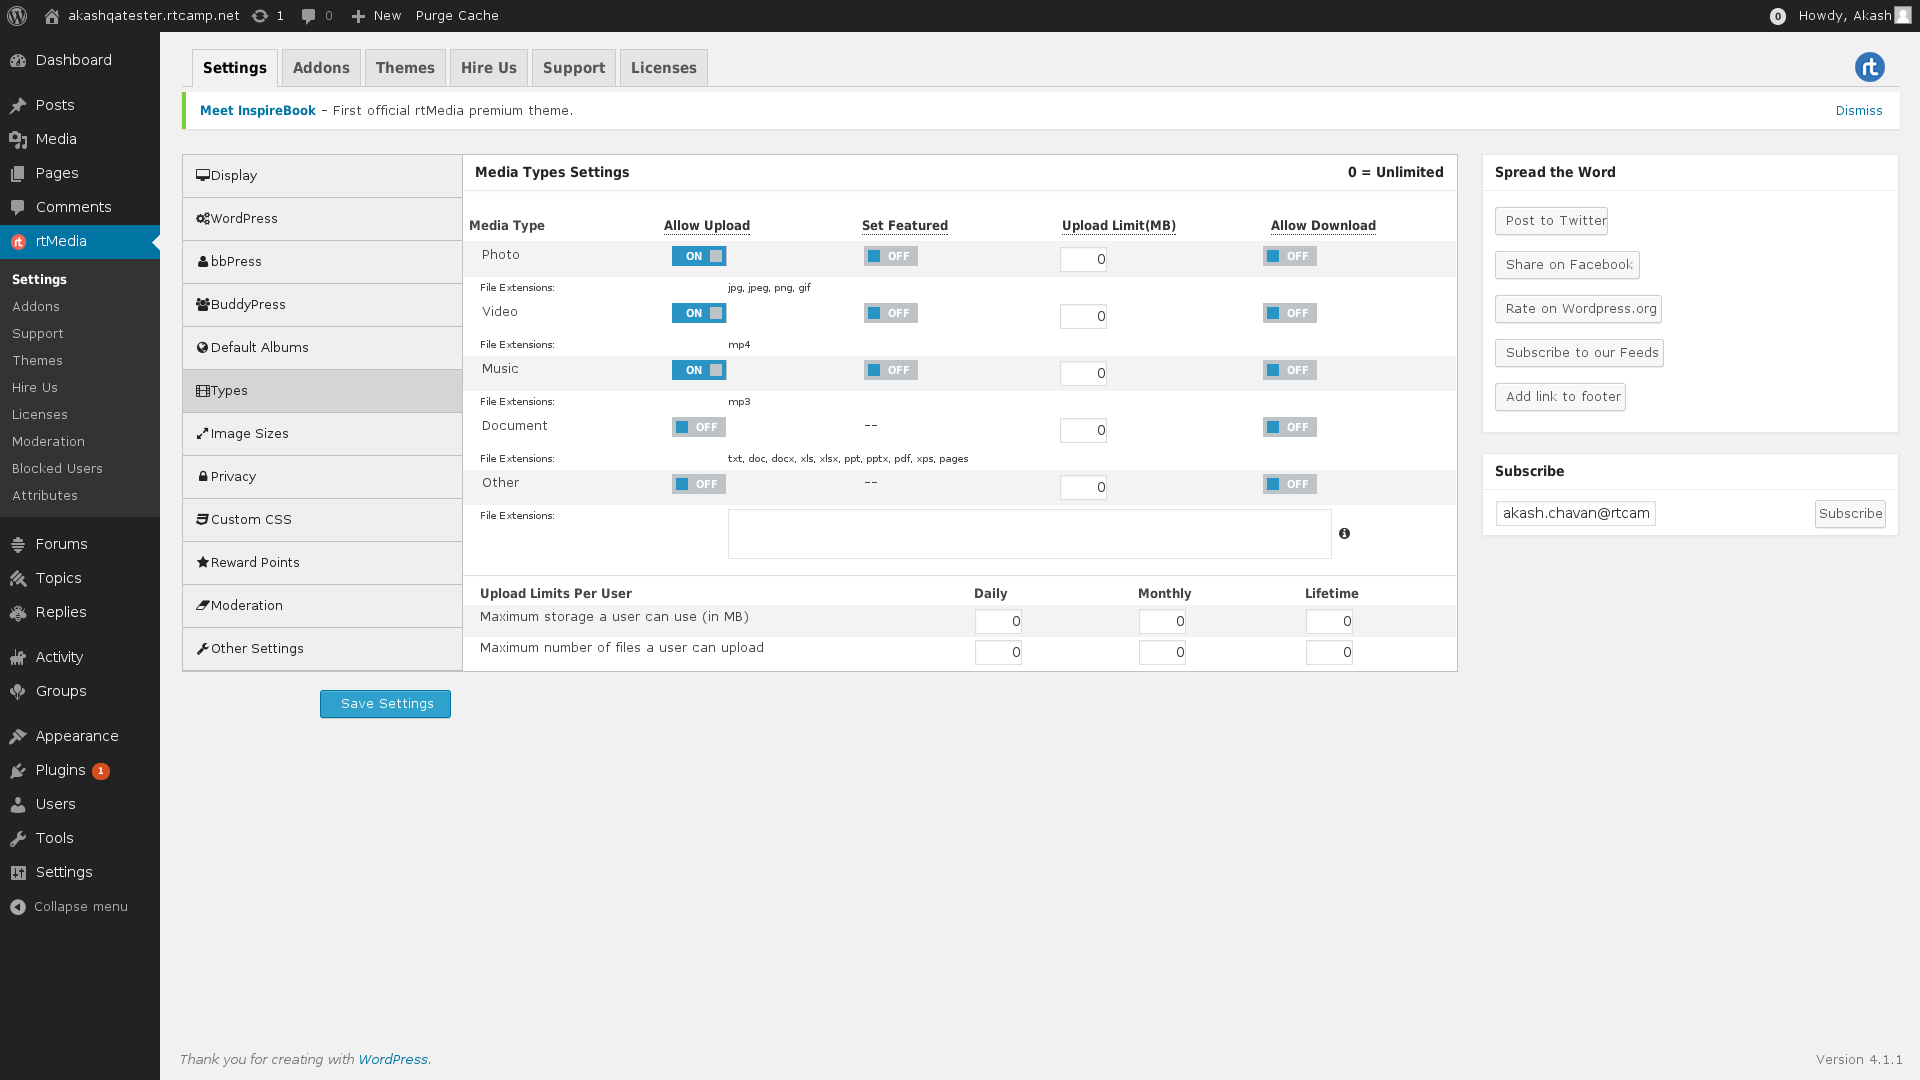 akashqatester.rtcamp.net 1 0 New Purge Cache 0 Howdy, Akash
Dashboard
Posts
Media
Pages
Comments
rtMedia
Settings
Addons
Support
Themes
Hire Us
Licenses
Moderation
Blocked Users
Attributes
Forums
Topics
Replies
Activity
Groups
Appearance
Plugins 1
Users
Tools
Settings
Collapse menu
Settings Addons Themes Hire Us Support Licenses rt
Meet InspireBook – First official rtMedia premium theme. Dismiss
Display
WordPress
bbPress
BuddyPress
Default Albums
Types
Image Sizes
Privacy
Custom CSS
Reward Points
Moderation
Other Settings
Save Settings
Media Types Settings 0 = Unlimited
Media Type Allow Upload Set Featured Upload Limit(MB) Allow Download
Photo ON OFF 0 OFF
File Extensions: jpg, jpeg, png, gif
Video ON OFF 0 OFF
File Extensions: mp4
Music ON OFF 0 OFF
File Extensions: mp3
Document OFF -- 0 OFF
File Extensions: txt, doc, docx, xls, xlsx, ppt, pptx, pdf, xps, pages
Other OFF -- 0 OFF
File Extensions:
Upload Limits Per User Daily Monthly Lifetime
Maximum storage a user can use (in MB) 0 0 0
Maximum number of files a user can upload 0 0 0
Spread the Word
Post to Twitter
Share on Facebook
Rate on Wordpress.org
Subscribe to our Feeds
Add link to footer
Subscribe
akash.chavan@rtcam Subscribe
Thank you for creating with WordPress. Version 4.1.1